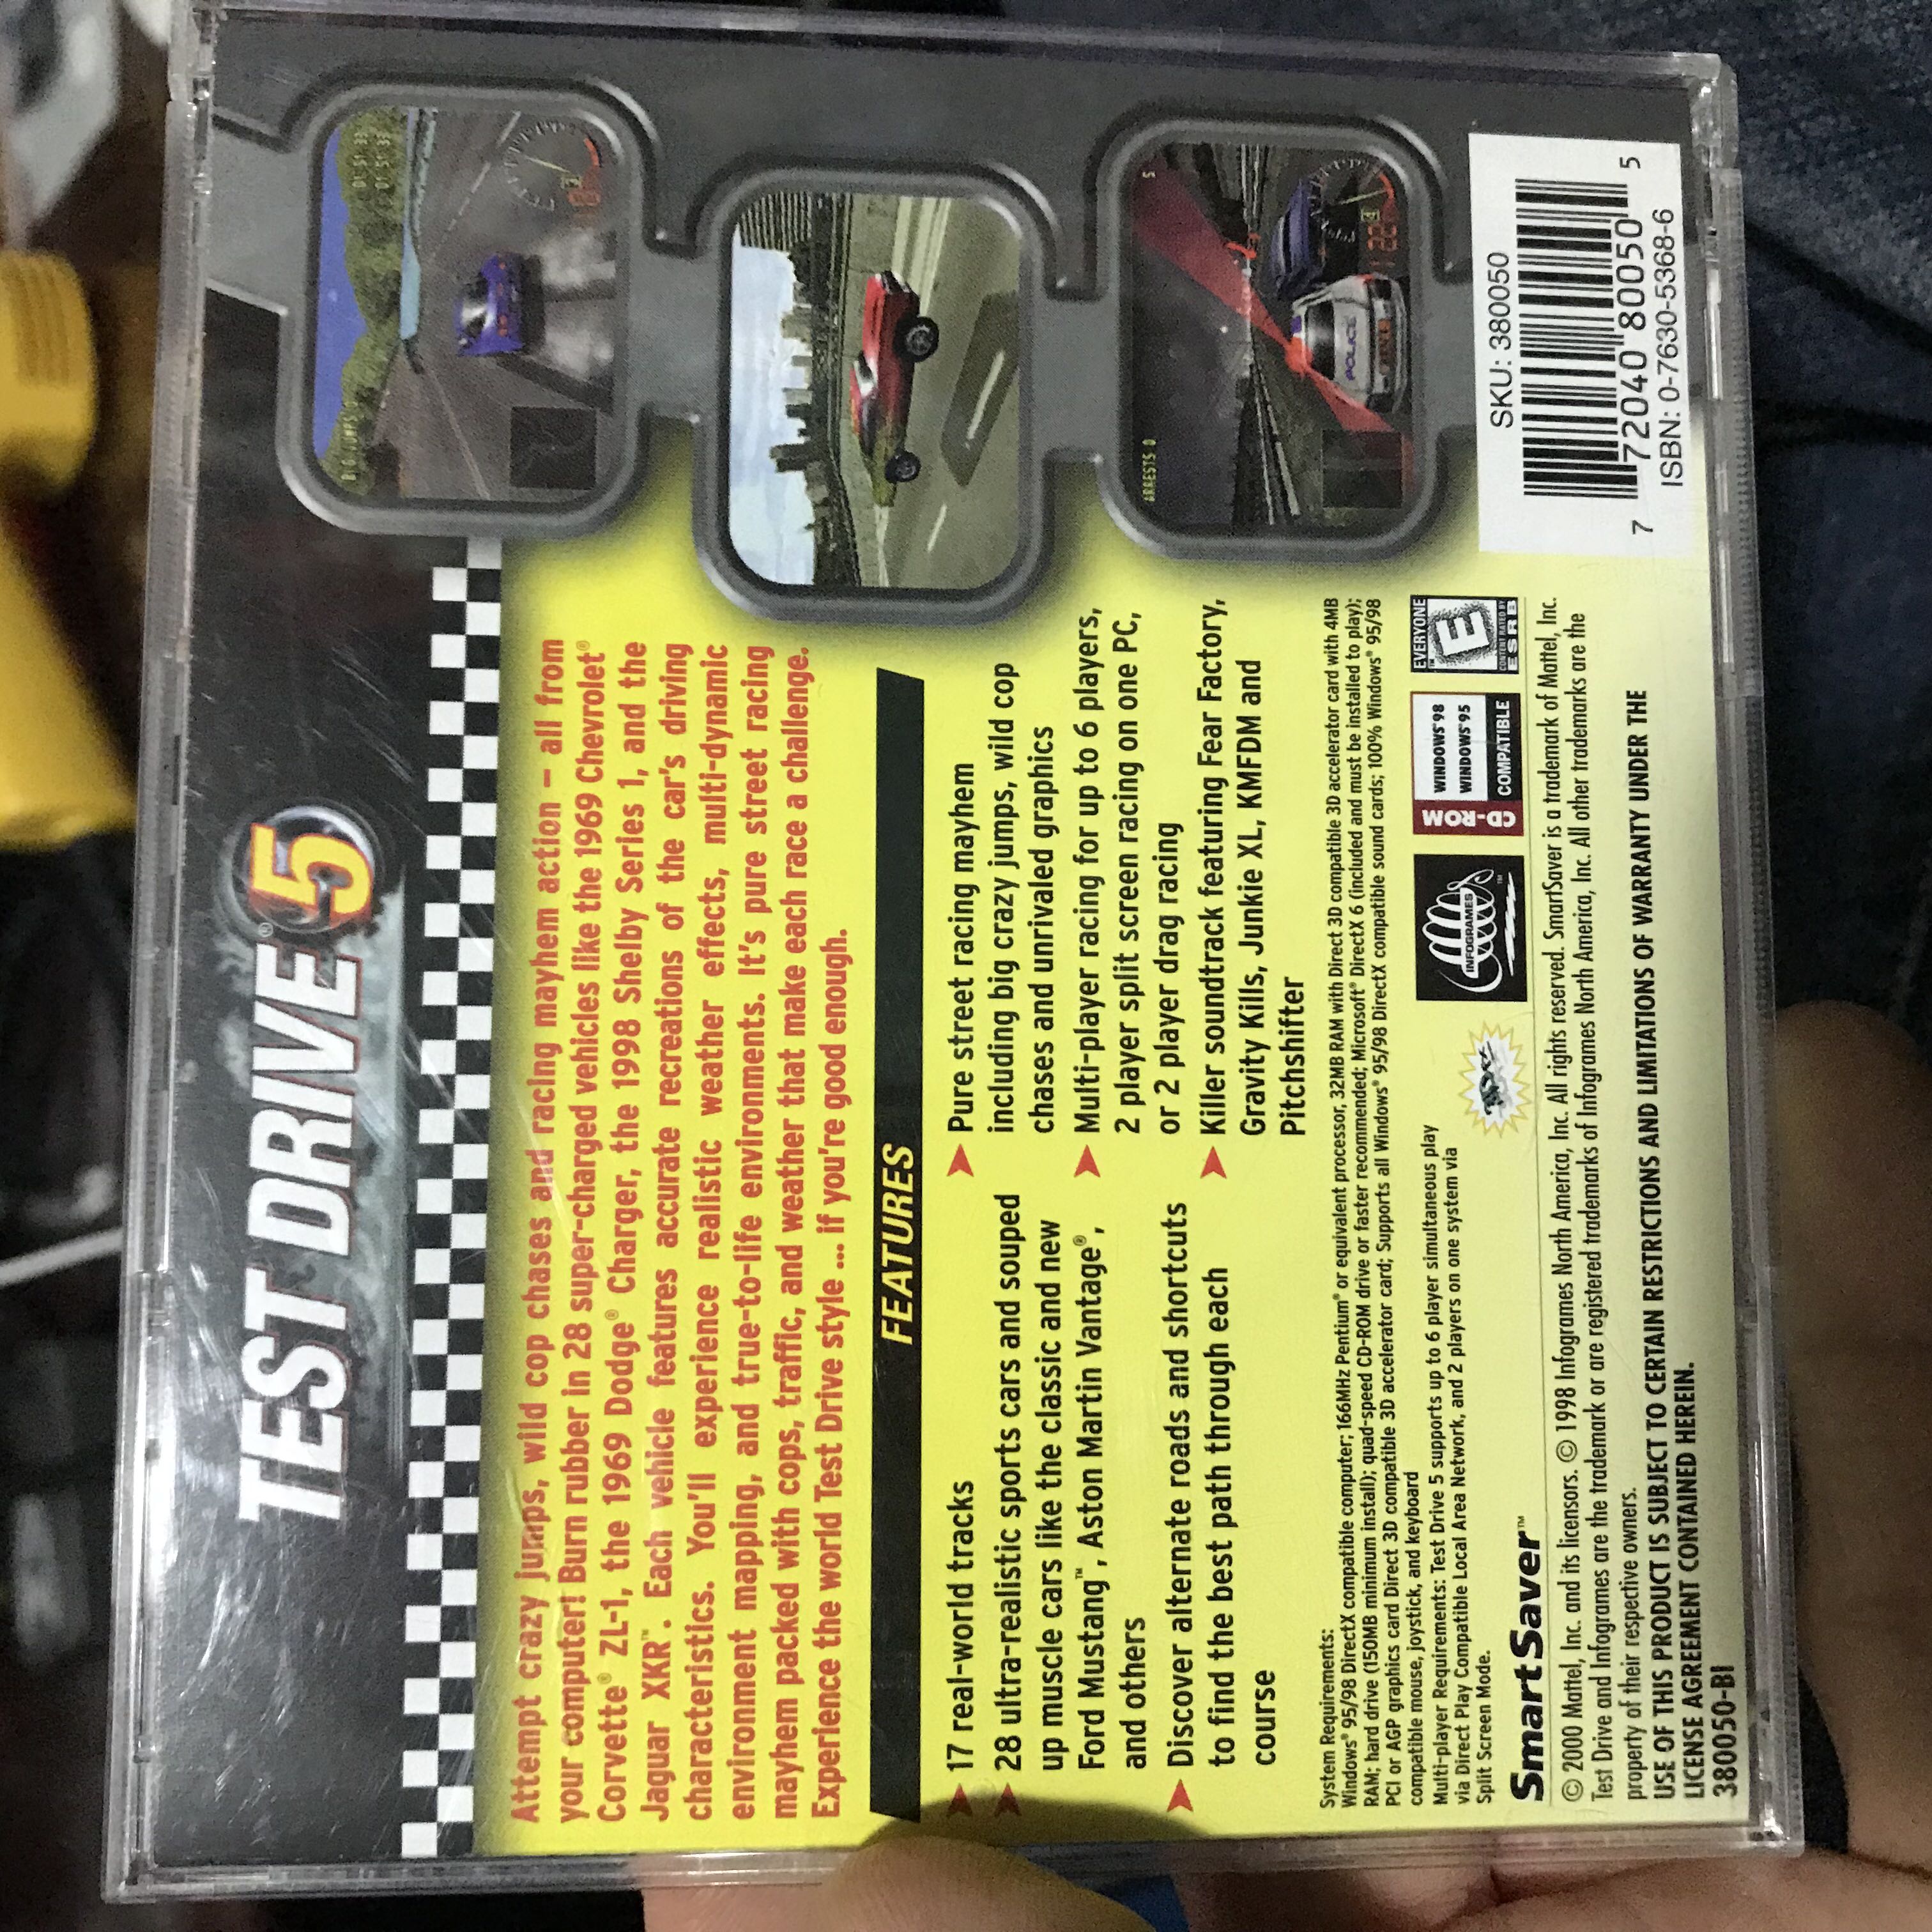 TEST DRIVE® 5
Attempt crazy jumps, wild cop chases and racing mayhem action – all from
your computer! Burn rubber in 28 super-charged vehicles like the 1969 Chevrolet®
Corvette® ZL-1, the 1969 Dodge® Charger, the 1998 Shelby Series 1, and the
Jaguar XKR™. Each vehicle features accurate recreations of the car's driving
characteristics. You'll experience realistic weather effects, multi-dynamic
environment mapping, and true-to-life environments. It's pure street racing
mayhem packed with cops, traffic, and weather that make each race a challenge.
Experience the world Test Drive style ... if you're good enough.
FEATURES
17 real-world tracks
28 ultra-realistic sports cars and souped
up muscle cars like the classic and new
Ford Mustang™, Aston Martin Vantage®,
and others
Discover alternate roads and shortcuts
to find the best path through each
course
Pure street racing mayhem
including big crazy jumps, wild cop
chases and unrivaled graphics
Multi-player racing for up to 6 players,
2 player split screen racing on one PC,
or 2 player drag racing
Killer soundtrack featuring Fear Factory,
Gravity Kills, Junkie XL, KMFDM and
Pitchshifter
System Requirements:
Windows® 95/98 DirectX compatible computer; 166MHz Pentium® or equivalent processor, 32MB RAM with Direct 3D compatible 3D accelerator card with 4MB
RAM; hard drive (150MB minimum install); quad-speed CD-ROM drive or faster recommended; Microsoft® DirectX 6 (included and must be installed to play);
PCI or AGP graphics card Direct 3D compatible 3D accelerator card; Supports all Windows® 95/98 DirectX compatible sound cards; 100% Windows® 95/98
compatible mouse, joystick, and keyboard
Multi-player Requirements: Test Drive 5 supports up to 6 player simultaneous play
via Direct Play Compatible Local Area Network, and 2 players on one system via
Split Screen Mode.
SmartSaver™
INFOGRAMES™
CD-ROM
WINDOWS® 98
WINDOWS® 95
COMPATIBLE
EVERYONE
E™
CONTENT RATED BY
ESRB
© 2000 Mattel, Inc. and its licensors. © 1998 Infogrames North America, Inc. All rights reserved. SmartSaver is a trademark of Mattel, Inc.
Test Drive and Infogrames are the trademark or are registered trademarks of Infogrames North America, Inc. All other trademarks are the
property of their respective owners.
USE OF THIS PRODUCT IS SUBJECT TO CERTAIN RESTRICTIONS AND LIMITATIONS OF WARRANTY UNDER THE
LICENSE AGREEMENT CONTAINED HEREIN.
380050-BI
ARRESTS 0
5
POLICE
SKU: 380050
7 72040 80050 5
ISBN: 0-7630-5368-6